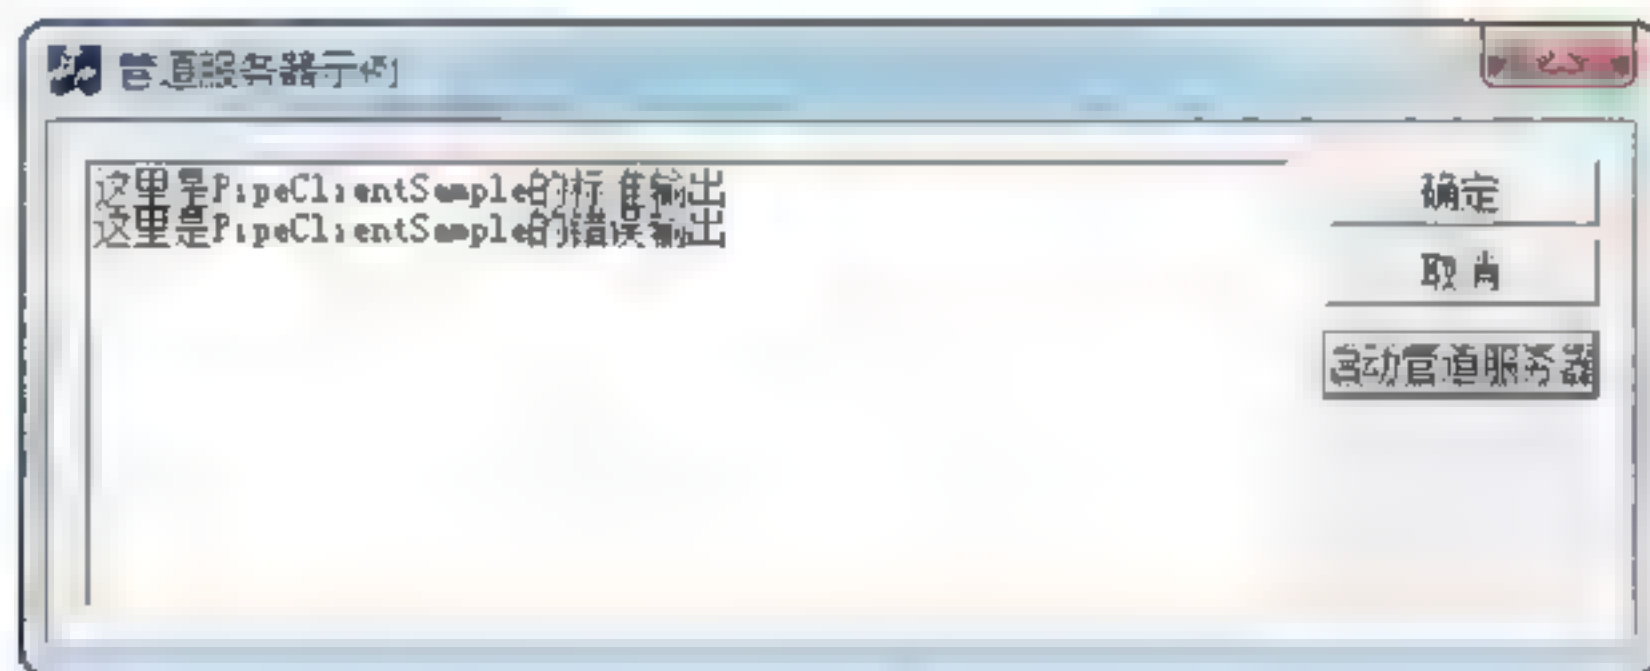 管道服务器示例
这里是PipeClientSample的标准输出
这里是PipeClientSample的错误输出
确定
取消
启动管道服务器